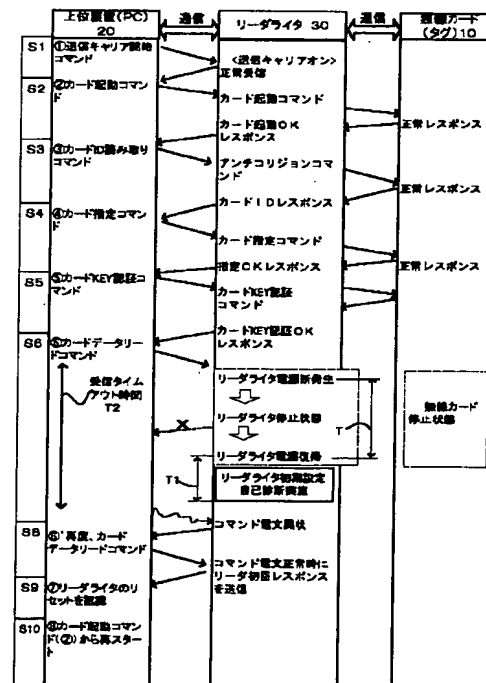 上位装置(PC)
20
通信
リーダライタ 30
通信
無線カード
(タグ)10
S1
①送信キャリア開始
コマンド
<送信キャリアオン>
正常受信
S2
②カード起動コマン
ド
カード起動コマンド
正常レスポンス
カード起動OK
レスポンス
S3
③カードID読み取り
コマンド
アンチコリジョンコマ
ンド
正常レスポンス
カードIDレスポンス
S4
④カード指定コマン
ド
カード指定コマンド
正常レスポンス
指定OKレスポンス
S5
⑤カードKEY認証コ
マンド
カードKEY認証
コマンド
カードKEY認証OK
レスポンス
S6
⑥カードデータリー
ドコマンド
受信タイム
アウト時間
T2
リーダライタ電源断発生
リーダライタ停止状態
×
T
リーダライタ電源復帰
無線カード
停止状態
T1
リーダライタ初期設定
自己診断実施
コマンド電文異状
S8
⑥'再度、カード
データリードコマンド
コマンド電文正常時に
リーダ初回レスポンス
を送信
S9
⑦リーダライタのリ
セットを認識
S10
⑧カード起動コマン
ド(②)から再スター
ト